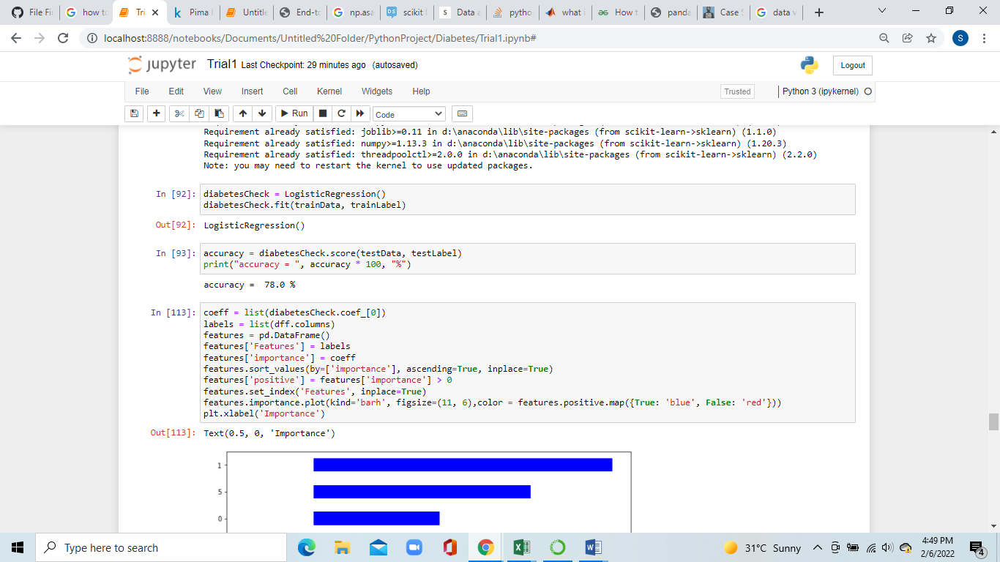 File Fi
how to
Tri
Pima
Untitle
End-to
np.asa
scikit
Data a
pytho
what i
How t
panda
Case S
data v
localhost:8888/notebooks/Documents/Untitled%20Folder/PythonProject/Diabetes/Trial1.ipynb#
S
jupyter Trial1 Last Checkpoint: 29 minutes ago (autosaved)
Logout
File Edit View Insert Cell Kernel Widgets Help
Trusted
Python 3 (ipykernel)
Run
Code
Requirement already satisfied: joblib>=0.11 in d:\anaconda\lib\site-packages (from scikit-learn->sklearn) (1.1.0)
Requirement already satisfied: numpy>=1.13.3 in d:\anaconda\lib\site-packages (from scikit-learn->sklearn) (1.20.3)
Requirement already satisfied: threadpoolctl>=2.0.0 in d:\anaconda\lib\site-packages (from scikit-learn->sklearn) (2.2.0)
Note: you may need to restart the kernel to use updated packages.
In [92]: diabetesCheck = LogisticRegression()
diabetesCheck.fit(trainData, trainLabel)
Out[92]: LogisticRegression()
In [93]: accuracy = diabetesCheck.score(testData, testLabel)
print("accuracy = ", accuracy * 100, "%")
accuracy =  78.0 %
In [113]: coeff = list(diabetesCheck.coef_[0])
labels = list(dff.columns)
features = pd.DataFrame()
features['Features'] = labels
features['importance'] = coeff
features.sort_values(by=['importance'], ascending=True, inplace=True)
features['positive'] = features['importance'] > 0
features.set_index('Features', inplace=True)
features.importance.plot(kind='barh', figsize=(11, 6),color = features.positive.map({True: 'blue', False: 'red'}))
plt.xlabel('Importance')
Out[113]: Text(0.5, 0, 'Importance')
1
5
0
Type here to search
31°C Sunny
4:49 PM
2/6/2022
4